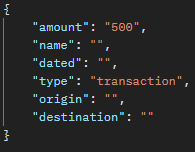 {
"amount": "500",
"name": "",
"dated": "",
"type": "transaction",
"origin": "",
"destination": ""
}